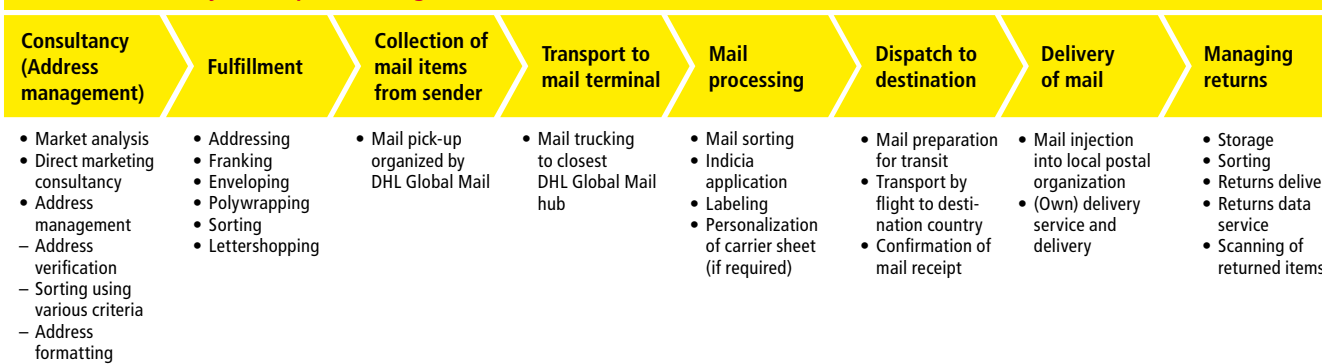 Consultancy
(Address
management)
Fulfillment
Collection of
mail items
from sender
Transport to
mail terminal
Mail
processing
Dispatch to
destination
Delivery
of mail
Managing
returns
• Market analysis
• Direct marketing
consultancy
• Address
management
– Address
verification
– Sorting using
various criteria
– Address
formatting
• Addressing
• Franking
• Enveloping
• Polywrapping
• Sorting
• Lettershopping
• Mail pick-up
organized by
DHL Global Mail
• Mail trucking
to closest
DHL Global Mail
hub
• Mail sorting
• Indicia
application
• Labeling
• Personalization
of carrier sheet
(if required)
• Mail preparation
for transit
• Transport by
flight to desti-
nation country
• Confirmation of
mail receipt
• Mail injection
into local postal
organization
• (Own) delivery
service and
delivery
• Storage
• Sorting
• Returns delive
• Returns data
service
• Scanning of
returned items